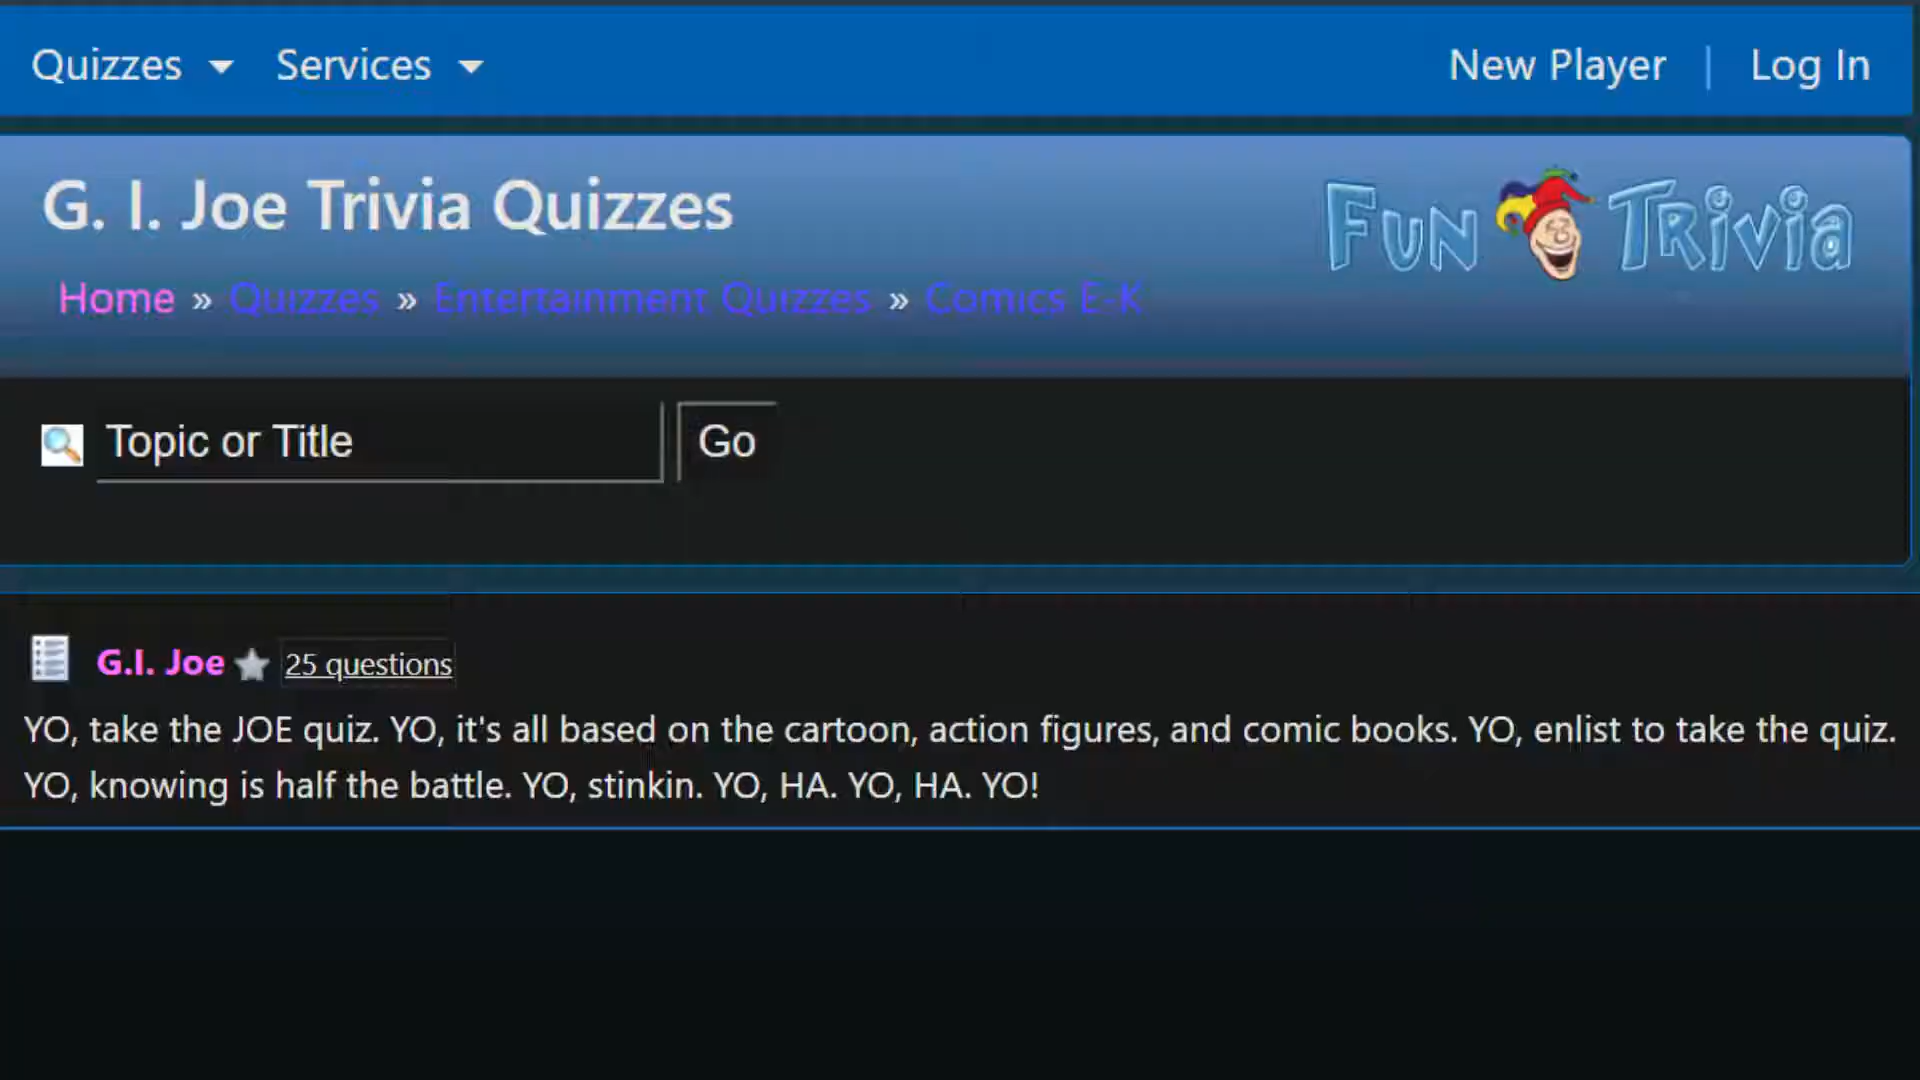 Quizzes Services New Player | Log In
G. I. Joe Trivia Quizzes
FUN TRiVia
Home » Quizzes » Entertainment Quizzes » Comics E-K
Topic or Title Go
G.I. Joe 25 questions
YO, take the JOE quiz. YO, it's all based on the cartoon, action figures, and comic books. YO, enlist to take the quiz.
YO, knowing is half the battle. YO, stinkin. YO, HA. YO, HA. YO!